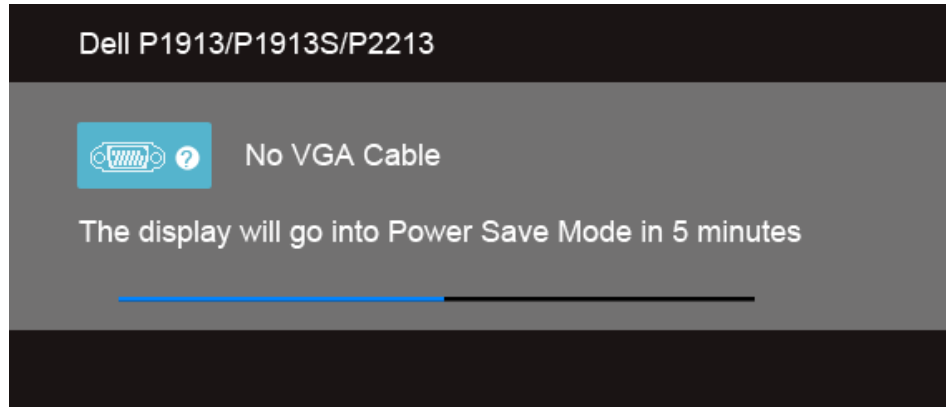 Dell P1913/P1913S/P2213
? No VGA Cable
The display will go into Power Save Mode in 5 minutes